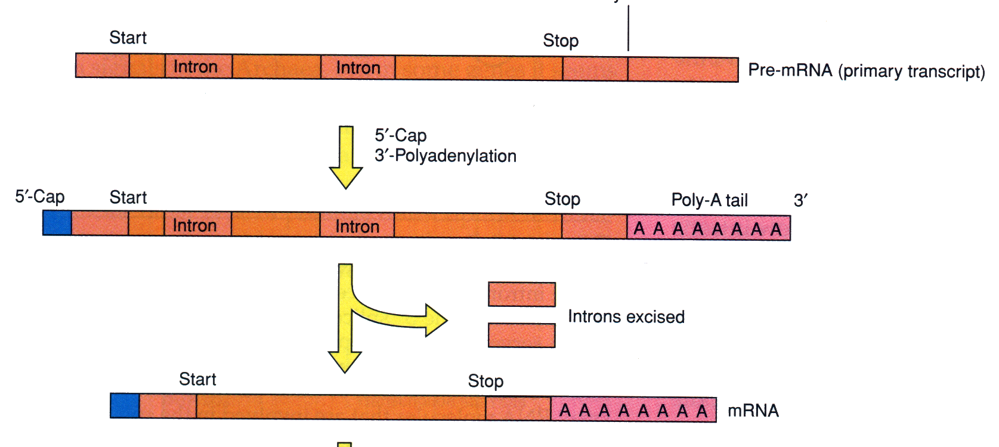 Start
Stop
Intron
Intron
Pre-mRNA (primary transcript)
5′-Cap
3′-Polyadenylation
5′-Cap
Start
Stop
Poly-A tail
3′
Intron
Intron
A A A A A A A A
Introns excised
Start
Stop
A A A A A A A A
mRNA